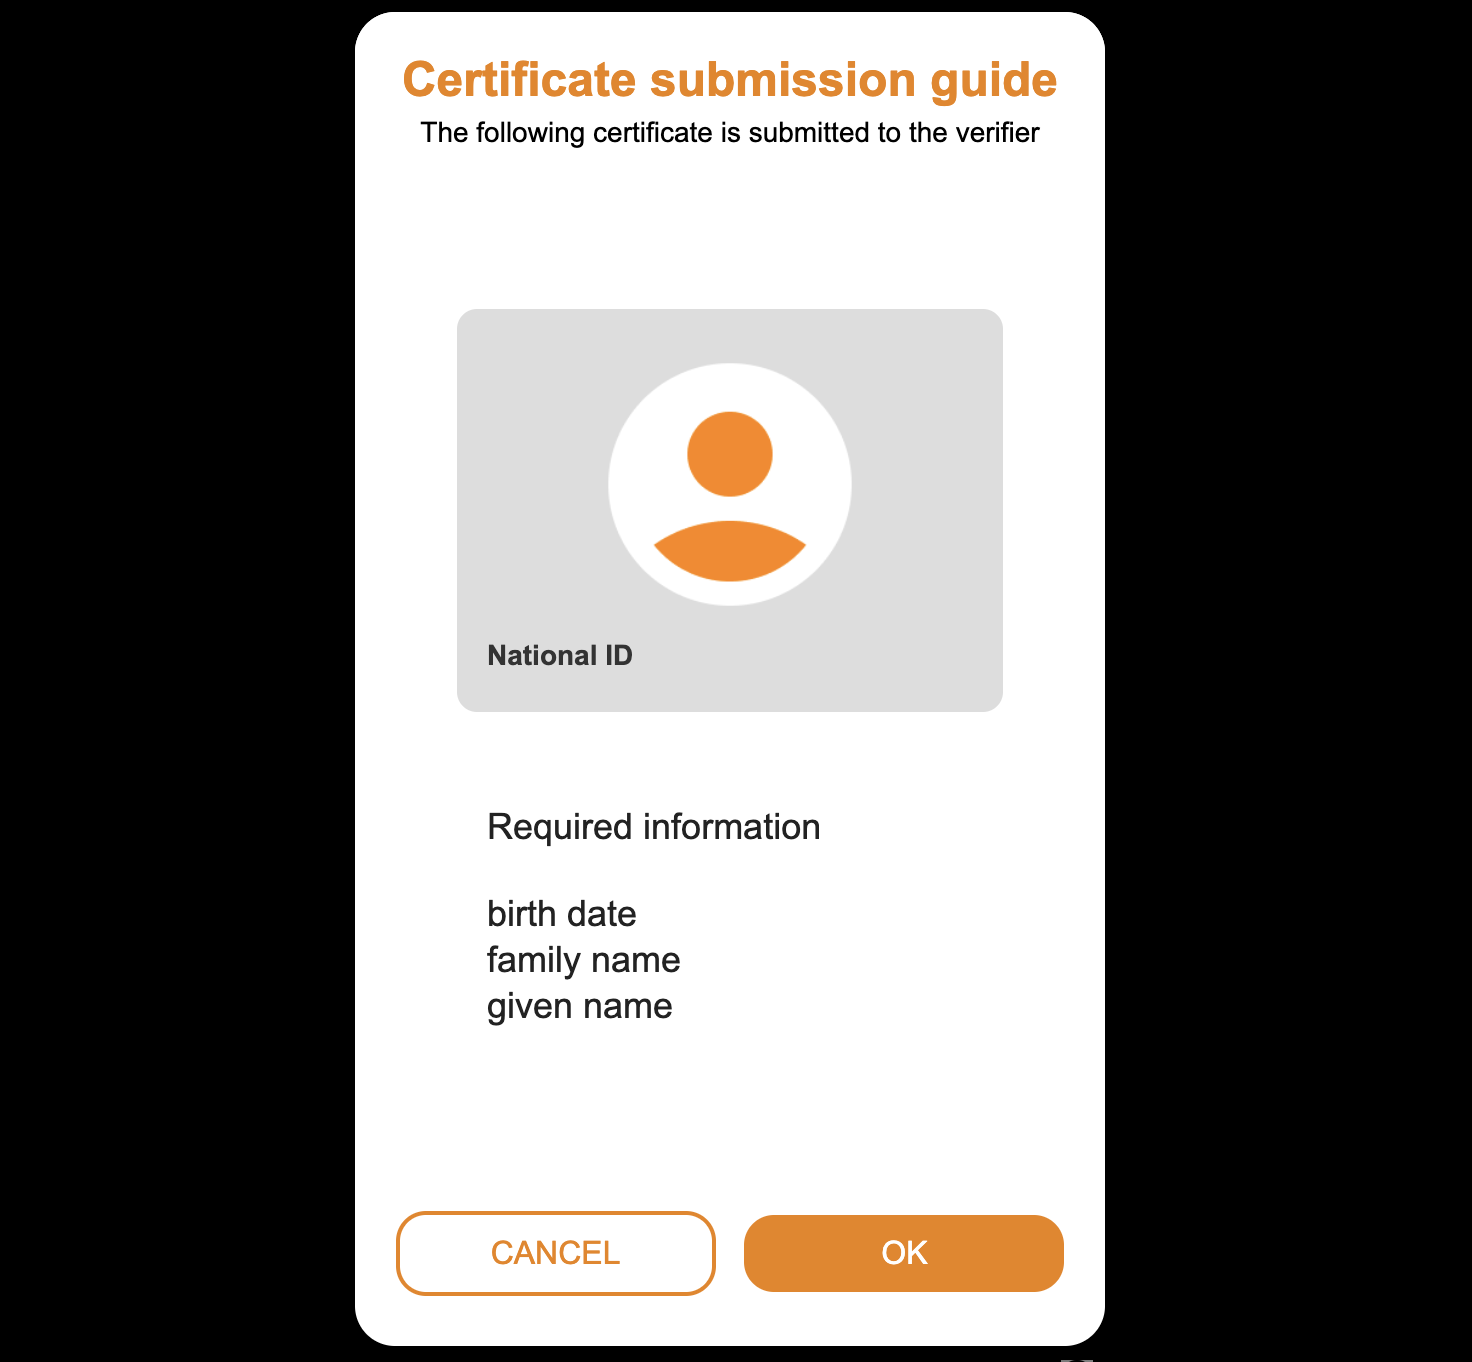 Certificate submission guide
The following certificate is submitted to the verifier
National ID
Required information
birth date
family name
given name
CANCEL
OK